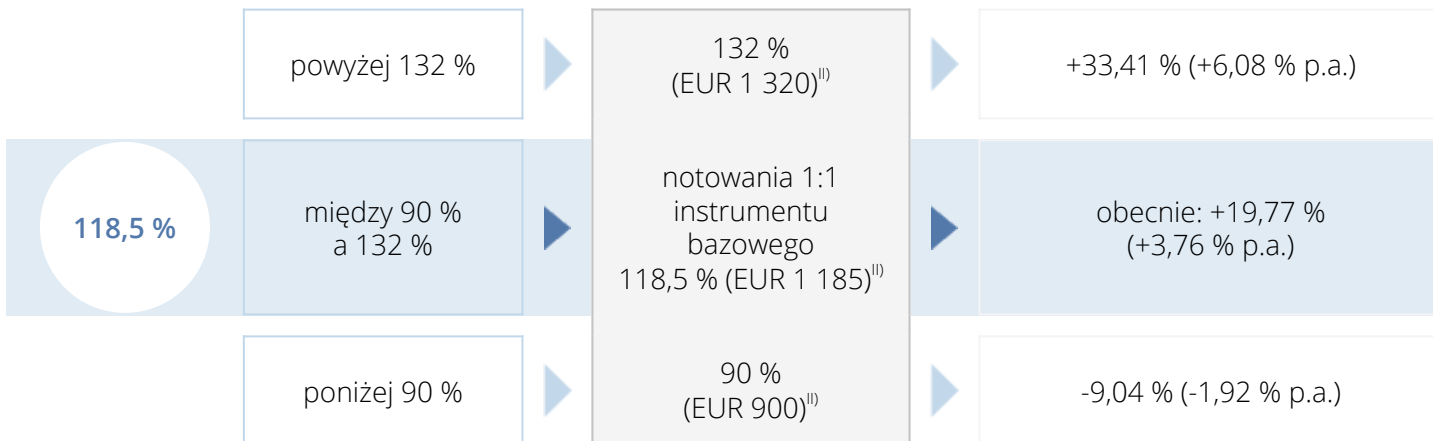 powyżej 132 %
132 %
(EUR 1 320)II)
+33,41 % (+6,08 % p.a.)
118,5 %
między 90 %
a 132 %
notowania 1:1
instrumentu
bazowego
118,5 % (EUR 1 185)II)
obecnie: +19,77 %
(+3,76 % p.a.)
poniżej 90 %
90 %
(EUR 900)II)
-9,04 % (-1,92 % p.a.)